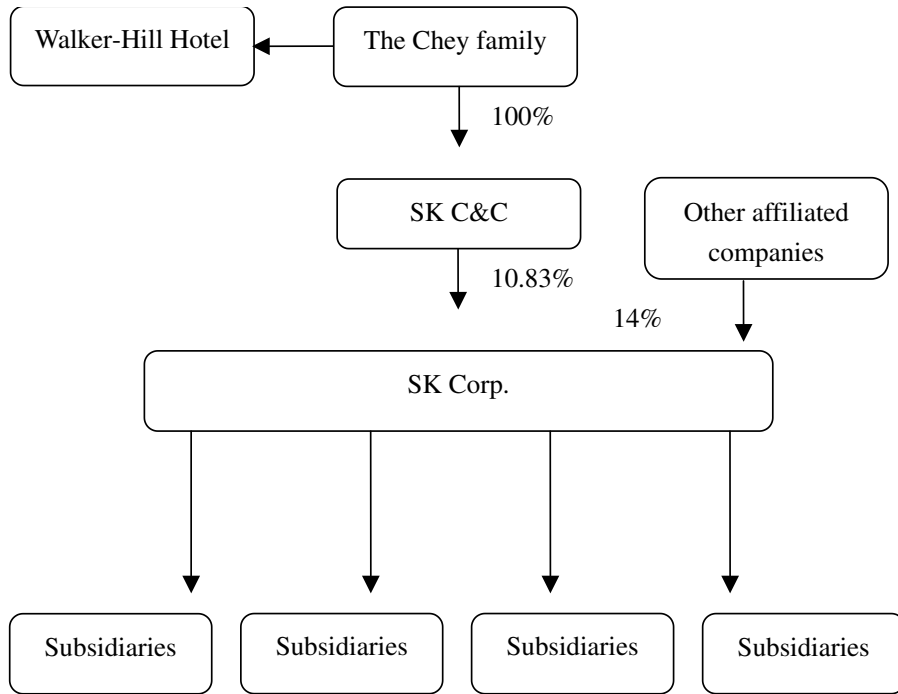 Walker-Hill Hotel
The Chey family
100%
SK C&C
Other affiliated
companies
10.83%
14%
SK Corp.
Subsidiaries
Subsidiaries
Subsidiaries
Subsidiaries